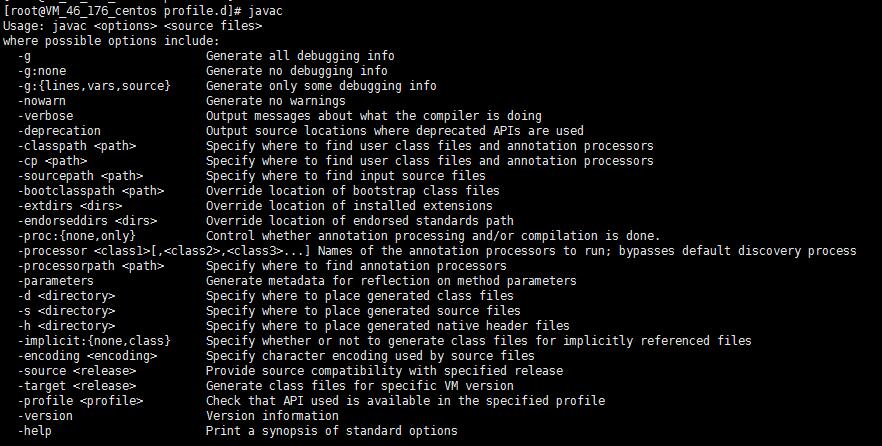 [root@VM_46_176_centos profile.d]# javac
Usage: javac <options> <source files>
where possible options include:
  -g                         Generate all debugging info
  -g:none                    Generate no debugging info
  -g:{lines,vars,source}     Generate only some debugging info
  -nowarn                    Generate no warnings
  -verbose                   Output messages about what the compiler is doing
  -deprecation               Output source locations where deprecated APIs are used
  -classpath <path>          Specify where to find user class files and annotation processors
  -cp <path>                 Specify where to find user class files and annotation processors
  -sourcepath <path>         Specify where to find input source files
  -bootclasspath <path>      Override location of bootstrap class files
  -extdirs <dirs>            Override location of installed extensions
  -endorseddirs <dirs>       Override location of endorsed standards path
  -proc:{none,only}          Control whether annotation processing and/or compilation is done.
  -processor <class1>[,<class2>,<class3>...] Names of the annotation processors to run; bypasses default discovery process
  -processorpath <path>      Specify where to find annotation processors
  -parameters                Generate metadata for reflection on method parameters
  -d <directory>             Specify where to place generated class files
  -s <directory>             Specify where to place generated source files
  -h <directory>             Specify where to place generated native header files
  -implicit:{none,class}     Specify whether or not to generate class files for implicitly referenced files
  -encoding <encoding>       Specify character encoding used by source files
  -source <release>          Provide source compatibility with specified release
  -target <release>          Generate class files for specific VM version
  -profile <profile>         Check that API used is available in the specified profile
  -version                   Version information
  -help                      Print a synopsis of standard options